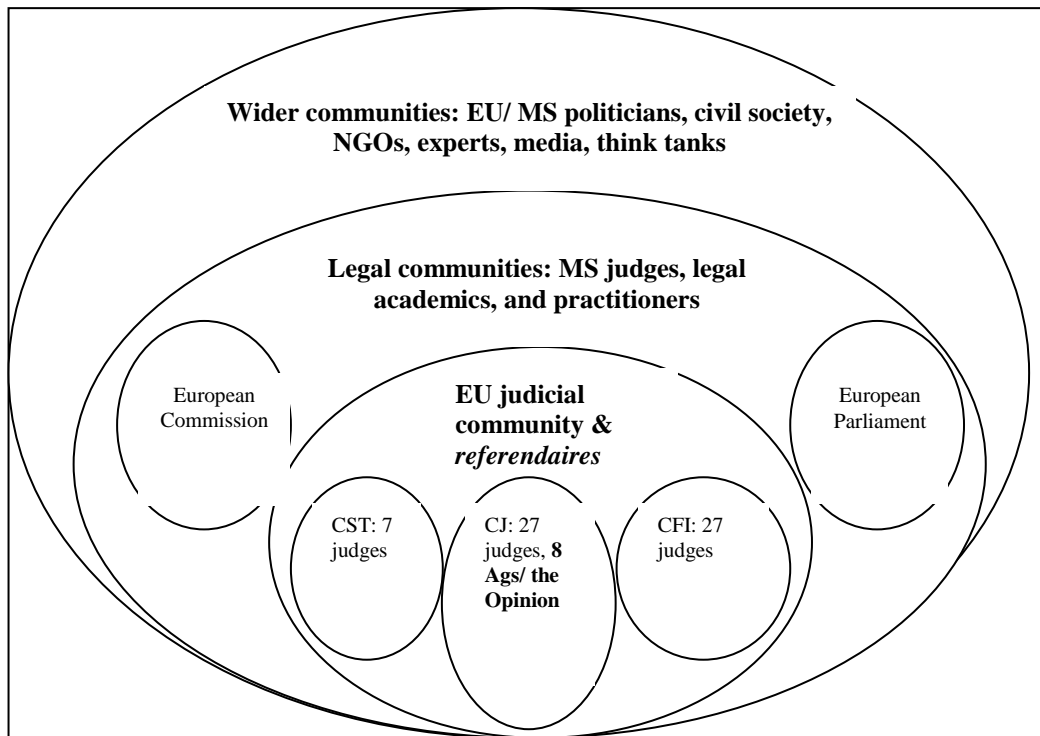 Wider communities: EU/ MS politicians, civil society,
NGOs, experts, media, think tanks
Legal communities: MS judges, legal
academics, and practitioners
European
Commission
EU judicial
community &
referendaires
European
Parliament
CST: 7
judges
CJ: 27
judges, 8
Ags/ the
Opinion
CFI: 27
judges